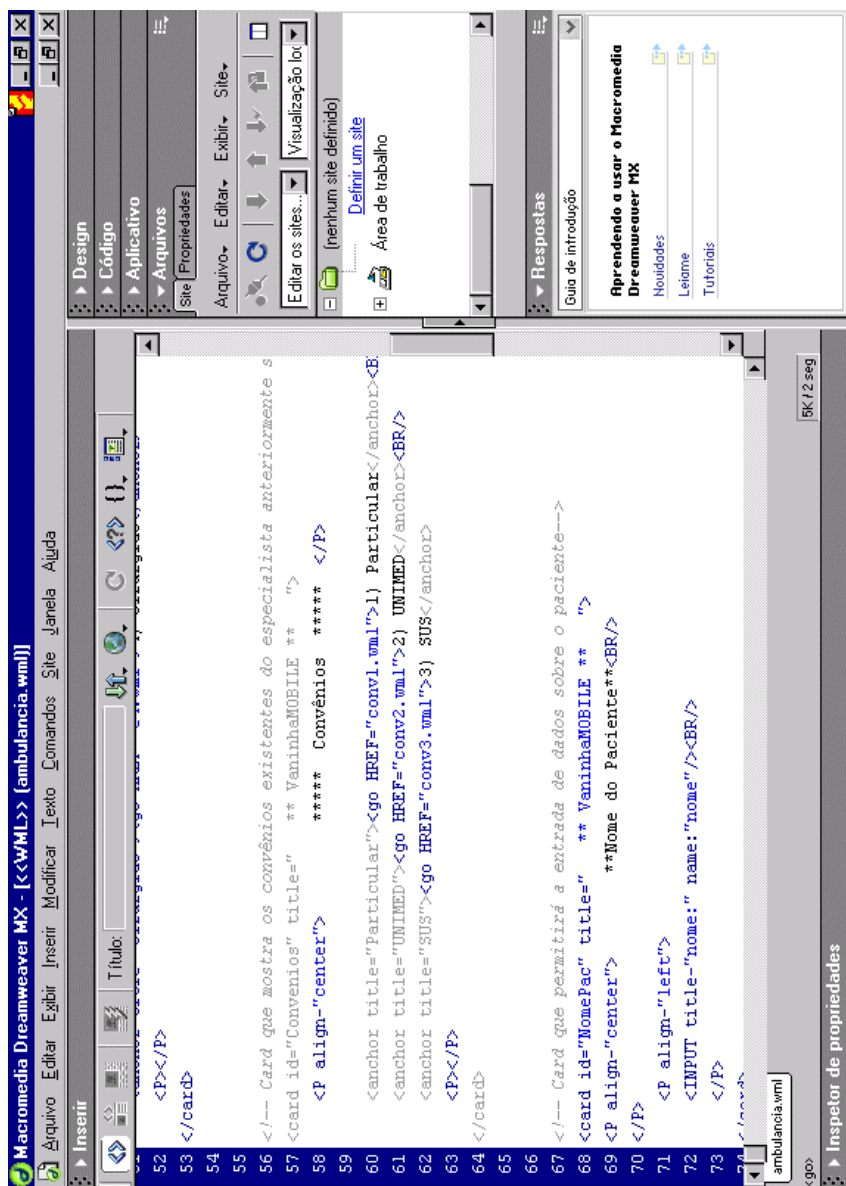 Macromedia Dreamweaver MX - [<<WML>> (ambulancia.wml)]
Arquivo Editar Exibir Inserir Modificar Texto Comandos Site Janela Ajuda
Inserir
Título:
52 <P></P>
53 </card>
54
55
56 <!-- Card que mostra os convênios existentes do especialista anteriormente s
57 <card id="Convenios" title="   ** VaninhaMOBILE **   ">
58 <P align="center">   *****   Convênios   *****   </P>
59
60 <anchor title="Particular"><go HREF="conv1.wml">1) Particular</anchor><B
61 <anchor title="UNIMED"><go HREF="conv2.wml">2) UNIMED</anchor><BR/>
62 <anchor title="SUS"><go HREF="conv3.wml">3) SUS</anchor>
63 <P></P>
64 </card>
65
66
67 <!-- Card que permitirá a entrada de dados sobre o paciente-->
68 <card id="NomePac" title="   ** VaninhaMOBILE **   ">
69 <P align="center">   **Nome do Paciente**<BR/>
70 </P>
71 <P align="left">
72 <INPUT title="nome:" name:"nome"/><BR/>
73 </P>
74 </card>
ambulancia.wml
<go>
5K / 2 seg
Inspetor de propriedades
Design
Código
Aplicativo
Arquivos
Site Propriedades
Arquivo Editar Exibir Site
Editar os sites... Visualização loc
(nenhum site definido)
Definir um site
Área de trabalho
Respostas
Guia de introdução
Aprendendo a usar o Macromedia
Dreamweaver MX
Novidades
Leiame
Tutoriais